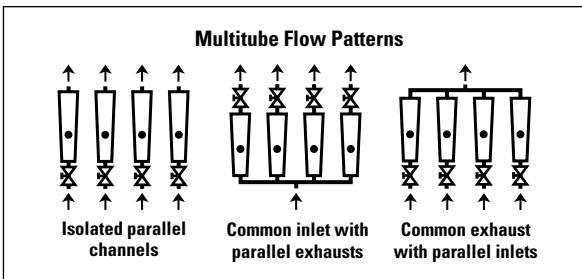 Multitube Flow Patterns
Isolated parallel
channels
Common inlet with
parallel exhausts
Common exhaust
with parallel inlets